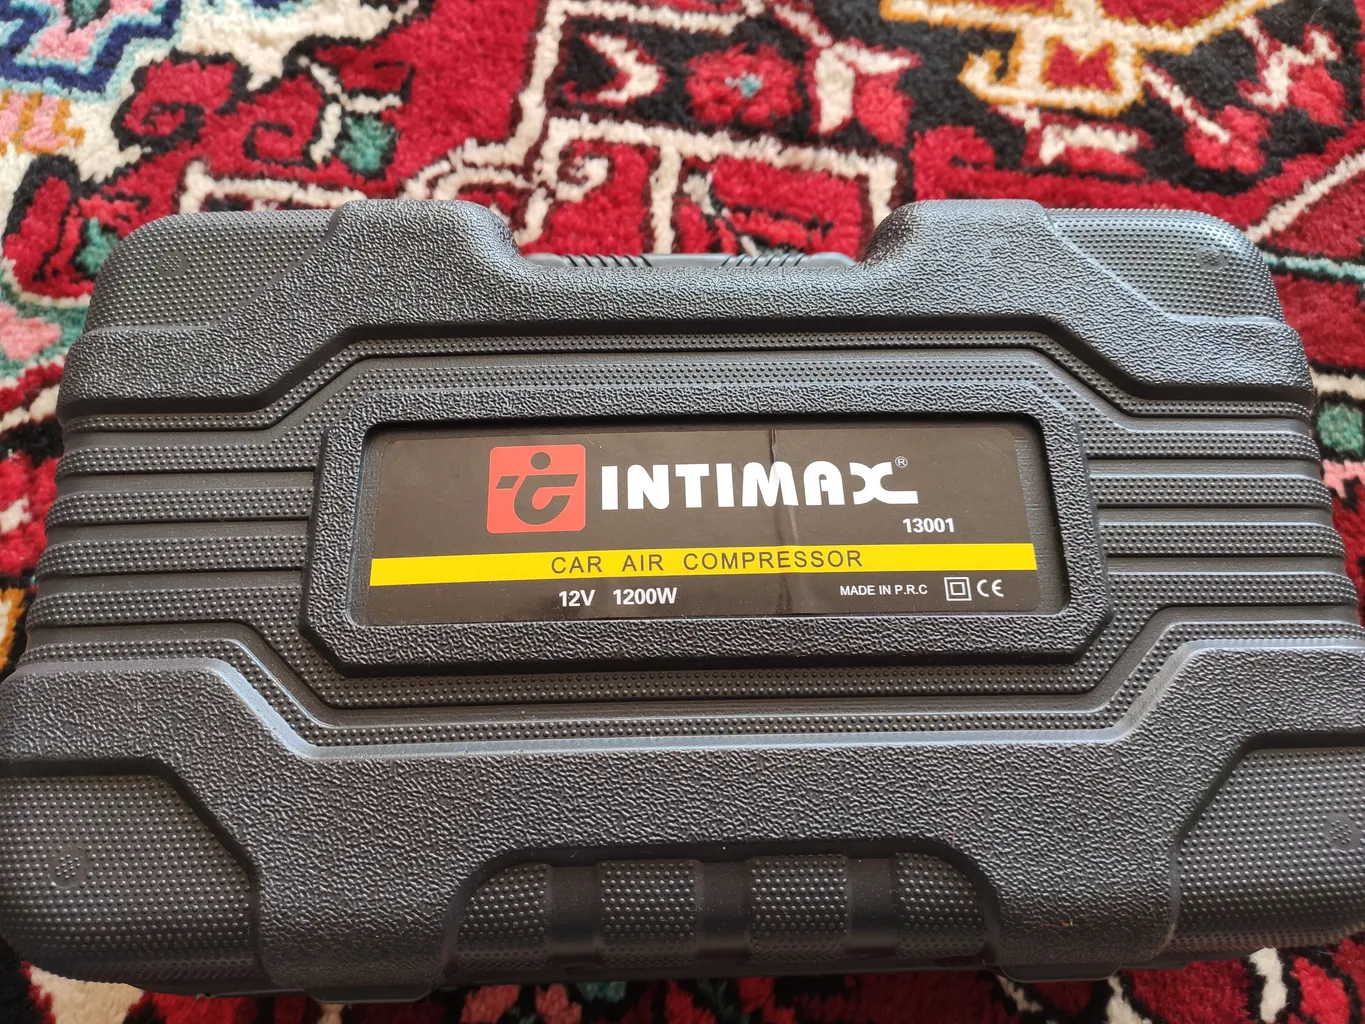 INTIMAX®
13001
CAR AIR COMPRESSOR
12V 1200W MADE IN P.R.C CE